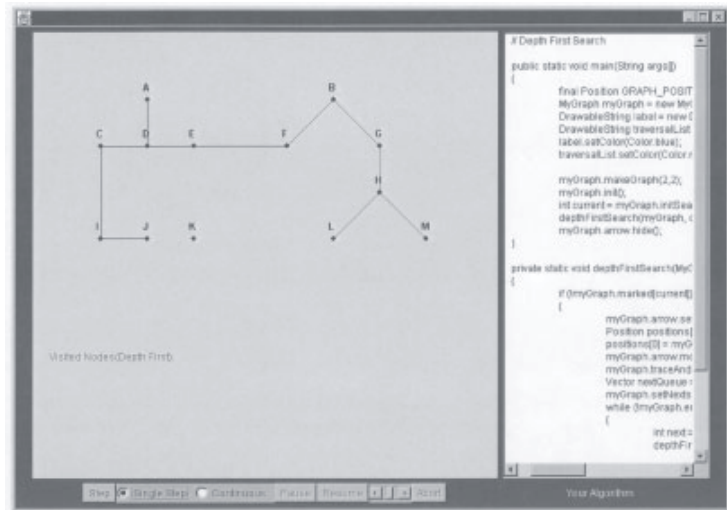 A
B
C D E F G
H
I J K L M
Visited Nodes(Depth First)
// Depth First Search
public static void main(String args[])
{
final Position GRAPH_POSIT
MyGraph myGraph = new My
DrawableString label = new D
DrawableString traversalList
label.setColor(Color.blue);
traversalList.setColor(Color.r
myGraph.makeGraph(2,2);
myGraph.init();
int current = myGraph.initSea
depthFirstSearch(myGraph, c
myGraph.arrow.hide();
}
private static void depthFirstSearch(MyG
{
if (!myGraph.marked[current]
{
myGraph.arrow.se
Position positions[
positions[0] = myG
myGraph.arrow.mo
myGraph.traceAnd
Vector nextQueue =
myGraph.setNexts
while (!myGraph.en
{
int next =
depthFir
Step Single Step Continuous Pause Resume Abort
Your Algorithm